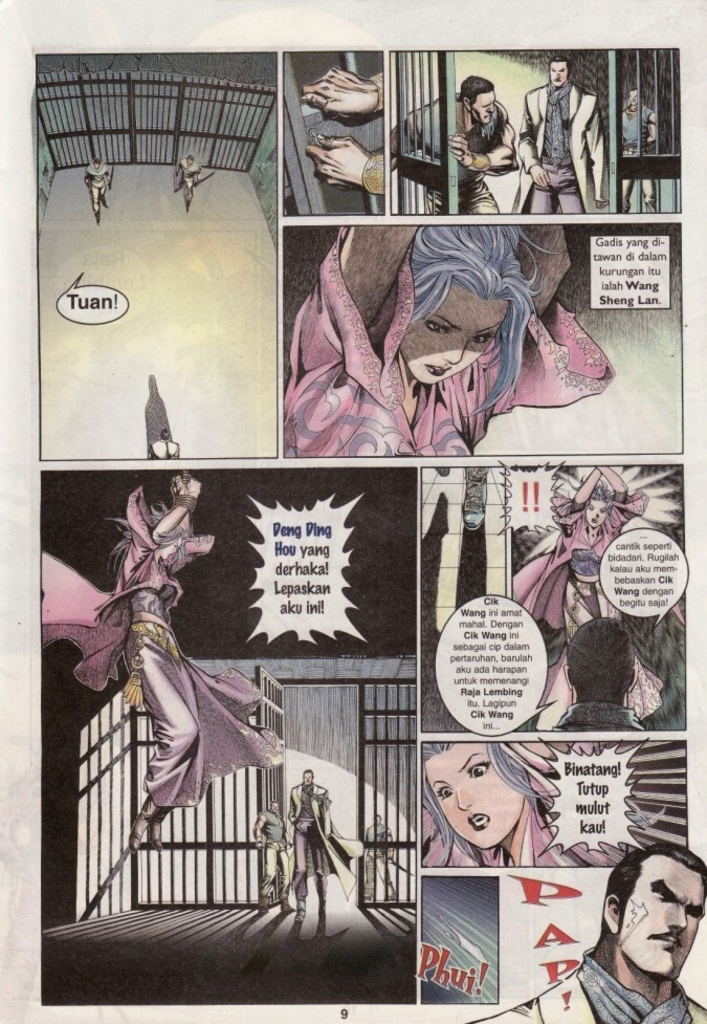 Tuan!
Gadis yang di-
tawan di dalam
kurungan itu
ialah Wang
Sheng Lan.
Deng Ding
Hou yang
derhaka!
Lepaskan
aku ini!
!!
Cik
Wang ini amat
mahal. Dengan
Cik Wang ini
sebagai cip dalam
pertaruhan, barulah
aku ada harapan
untuk memenangi
Raja Lembing
itu. Lagipun
Cik Wang
ini...
...
cantik seperti
bidadari. Rugilah
kalau aku mem-
bebaskan Cik
Wang dengan
begitu saja!
Binatang!
Tutup
mulut
kau!
Phui!
PAP!
9